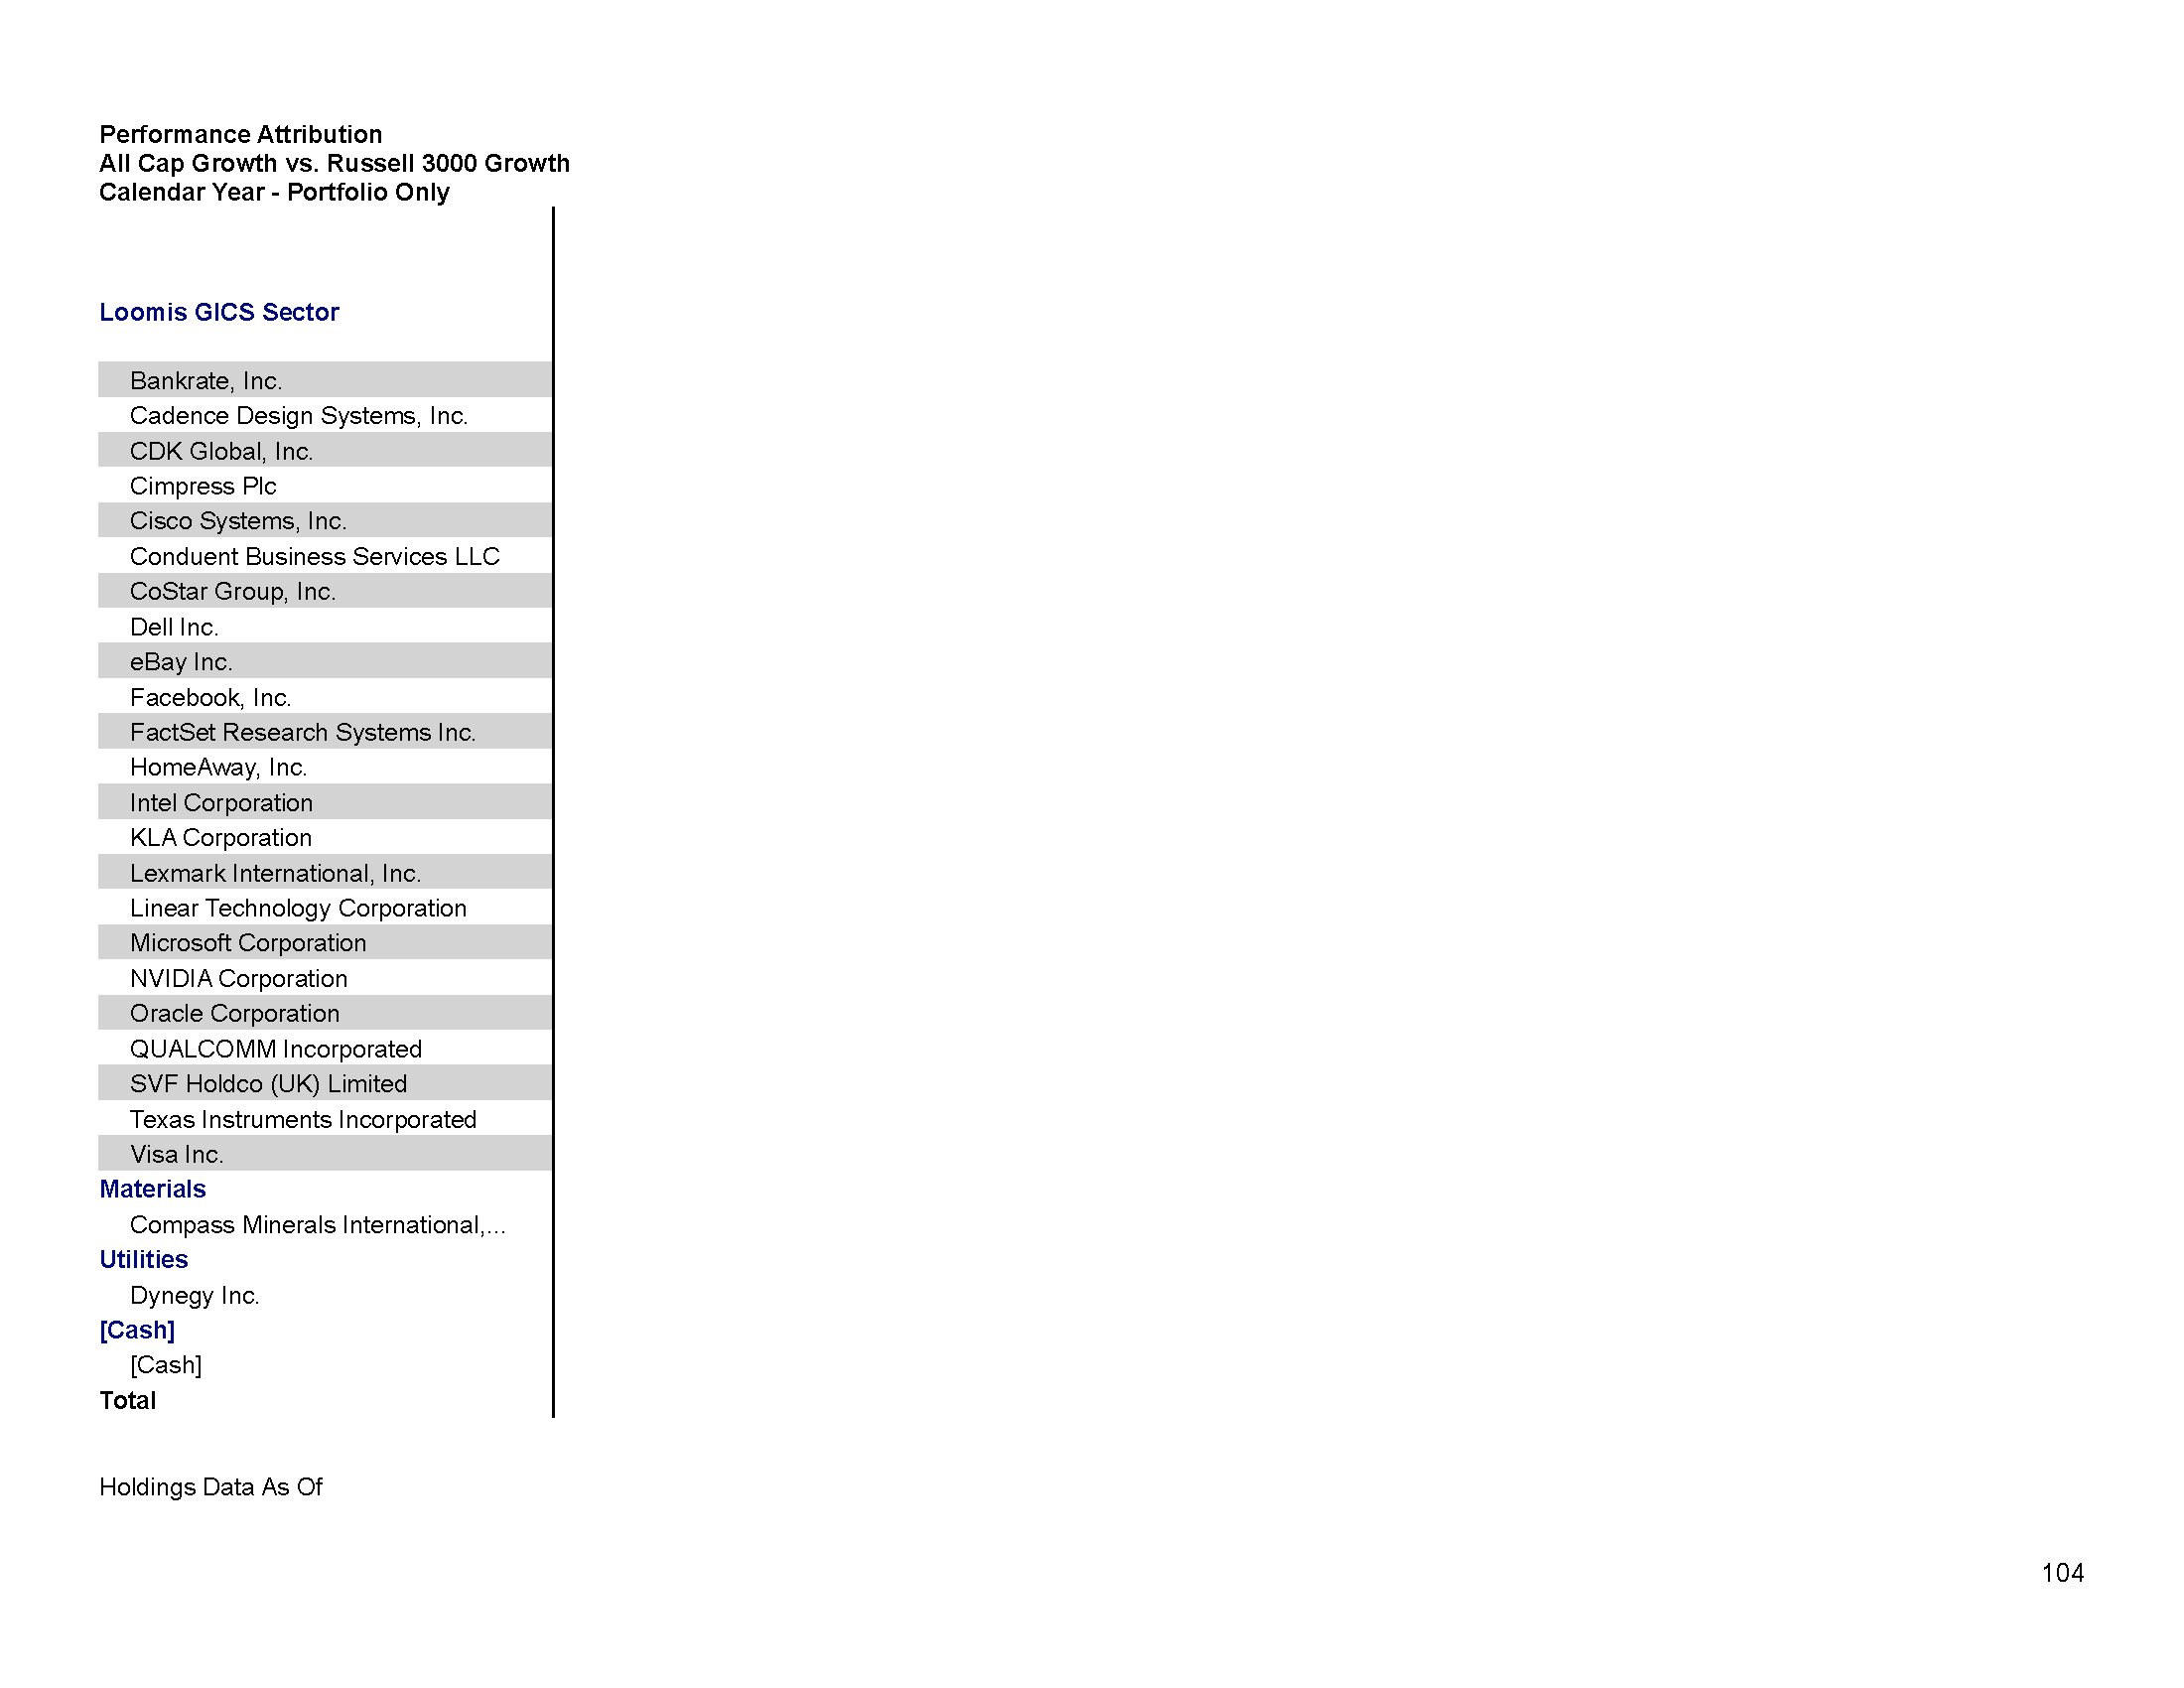 Performance Attribution
All Cap Growth vs. Russell 3000 Growth
Calendar Year - Portfolio Only
Loomis GICS Sector
Bankrate, Inc.
Cadence Design Systems, Inc.
CDK Global, Inc.
Cimpress Plc
Cisco Systems, Inc.
Conduent Business Services LLC
CoStar Group, Inc.
Dell Inc.
eBay Inc.
Facebook, Inc.
FactSet Research Systems Inc.
HomeAway, Inc.
Intel Corporation
KLA Corporation
Lexmark International, Inc.
Linear Technology Corporation
Microsoft Corporation
NVIDIA Corporation
Oracle Corporation
QUALCOMM Incorporated
SVF Holdco (UK) Limited
Texas Instruments Incorporated
Visa Inc.
Materials
Compass Minerals International,...
Utilities
Dynegy Inc.
[Cash]
[Cash]
Total
Holdings Data As Of
104